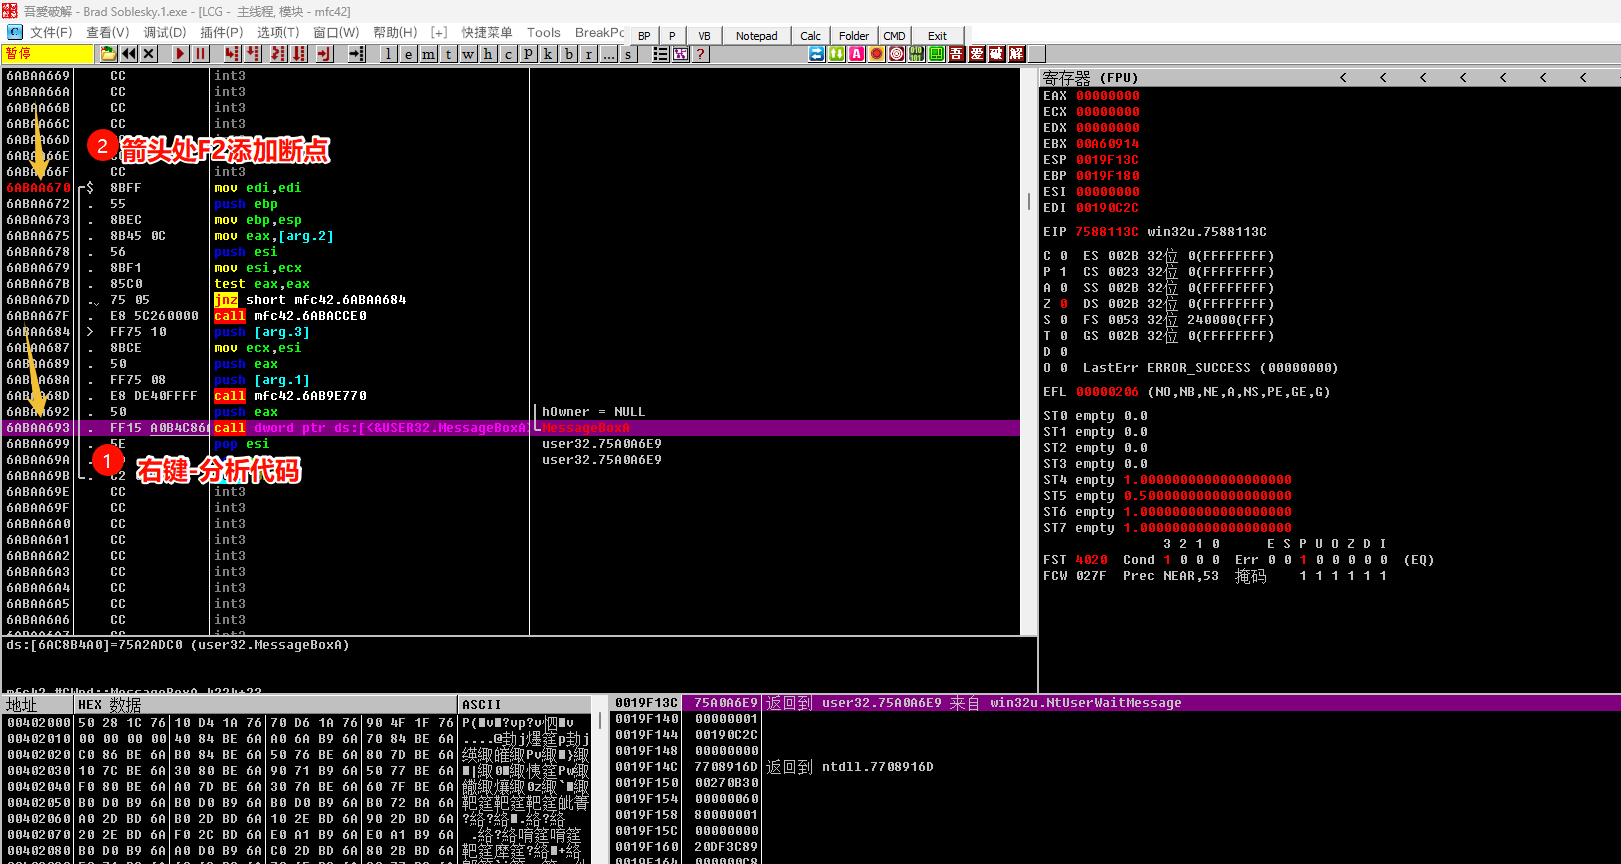 吾愛破解 - Brad Soblesky.1.exe - [LCG - 主线程, 模块 - mfc42]
文件(F) 查看(V) 调试(D) 插件(P) 选项(T) 窗口(W) 帮助(H) [+] 快捷菜单 Tools BreakPo
BP P VB Notepad Calc Folder CMD Exit
暂停 l e m t w h c p k b r ... s ? 吾 爱 破 解
6ABAA669 CC int3
6ABAA66A CC int3
6ABAA66B CC int3
6ABAA66C CC
6ABAA66D
6ABAA66E
6ABAA66F CC int3
② 箭头处F2添加断点
6ABAA670 $ 8BFF mov edi,edi
6ABAA672 . 55 push ebp
6ABAA673 . 8BEC mov ebp,esp
6ABAA675 . 8B45 0C mov eax,[arg.2]
6ABAA678 . 56 push esi
6ABAA679 . 8BF1 mov esi,ecx
6ABAA67B . 85C0 test eax,eax
6ABAA67D . 75 05 jnz short mfc42.6ABAA684
6ABAA67F . E8 5C260000 call mfc42.6ABACCE0
6ABAA684 > FF75 10 push [arg.3]
6ABAA687 . 8BCE mov ecx,esi
6ABAA689 . 50 push eax
6ABAA68A . FF75 08 push [arg.1]
6ABAA68D . E8 DE40FFFF call mfc42.6AB9E770
6ABAA692 . 50 push eax hOwner = NULL
6ABAA693 . FF15 A0B4C86A call dword ptr ds:[<&USER32.MessageBoxA> MessageBoxA
6ABAA699 . 5E pop esi user32.75A0A6E9
6ABAA69A user32.75A0A6E9
6ABAA69B . C2
① 右键-分析代码
6ABAA69E CC int3
6ABAA69F CC int3
6ABAA6A0 CC int3
6ABAA6A1 CC int3
6ABAA6A2 CC int3
6ABAA6A3 CC int3
6ABAA6A4 CC int3
6ABAA6A5 CC int3
6ABAA6A6 CC int3
6ABAA6A7 CC int3
ds:[6AC8B4A0]=75A2ADC0 (user32.MessageBoxA)
mfc42.#CWnd::MessageBoxA_4224+23
寄存器 (FPU) < < < < < < <
EAX 00000000
ECX 00000000
EDX 00000000
EBX 00A60914
ESP 0019F13C
EBP 0019F180
ESI 00000000
EDI 00190C2C
EIP 7588113C win32u.7588113C
C 0 ES 002B 32位 0(FFFFFFFF)
P 1 CS 0023 32位 0(FFFFFFFF)
A 0 SS 002B 32位 0(FFFFFFFF)
Z 0 DS 002B 32位 0(FFFFFFFF)
S 0 FS 0053 32位 240000(FFF)
T 0 GS 002B 32位 0(FFFFFFFF)
D 0
O 0 LastErr ERROR_SUCCESS (00000000)
EFL 00000206 (NO,NB,NE,A,NS,PE,GE,G)
ST0 empty 0.0
ST1 empty 0.0
ST2 empty 0.0
ST3 empty 0.0
ST4 empty 1.0000000000000000000
ST5 empty 0.5000000000000000000
ST6 empty 1.0000000000000000000
ST7 empty 1.0000000000000000000
3 2 1 0 E S P U O Z D I
FST 4020 Cond 1 0 0 0 Err 0 0 1 0 0 0 0 0 (EQ)
FCW 027F Prec NEAR,53 掩码 1 1 1 1 1 1
地址 HEX 数据 ASCII
00402000 50 28 1C 76 10 D4 1A 76 70 D6 1A 76 90 4F 1F 76
00402010 00 00 00 00 40 84 BE 6A A0 6A B9 6A 70 84 BE 6A
00402020 C0 86 BE 6A B0 84 BE 6A 50 76 BE 6A 80 7D BE 6A
00402030 10 7C BE 6A 30 80 BE 6A 90 71 B9 6A 50 77 BE 6A
00402040 F0 80 BE 6A A0 7D BE 6A 30 7A BE 6A 60 7F BE 6A
00402050 B0 D0 B9 6A B0 D0 B9 6A B0 D0 B9 6A B0 72 BA 6A
00402060 A0 2D BD 6A B0 2D BD 6A 10 2E BD 6A 90 2D BD 6A
00402070 20 2E BD 6A F0 2C BD 6A E0 A1 B9 6A E0 A1 B9 6A
00402080 B0 D0 B9 6A A0 D0 B9 6A C0 2D BD 6A 80 2B BD 6A
0019F13C 75A0A6E9 返回到 user32.75A0A6E9 来自 win32u.NtUserWaitMessage
0019F140 00000001
0019F144 00190C2C
0019F148 00000000
0019F14C 7708916D 返回到 ntdll.7708916D
0019F150 00270B30
0019F154 00000060
0019F158 80000001
0019F15C 00000000
0019F160 20DF3C89
0019F164 000000C8